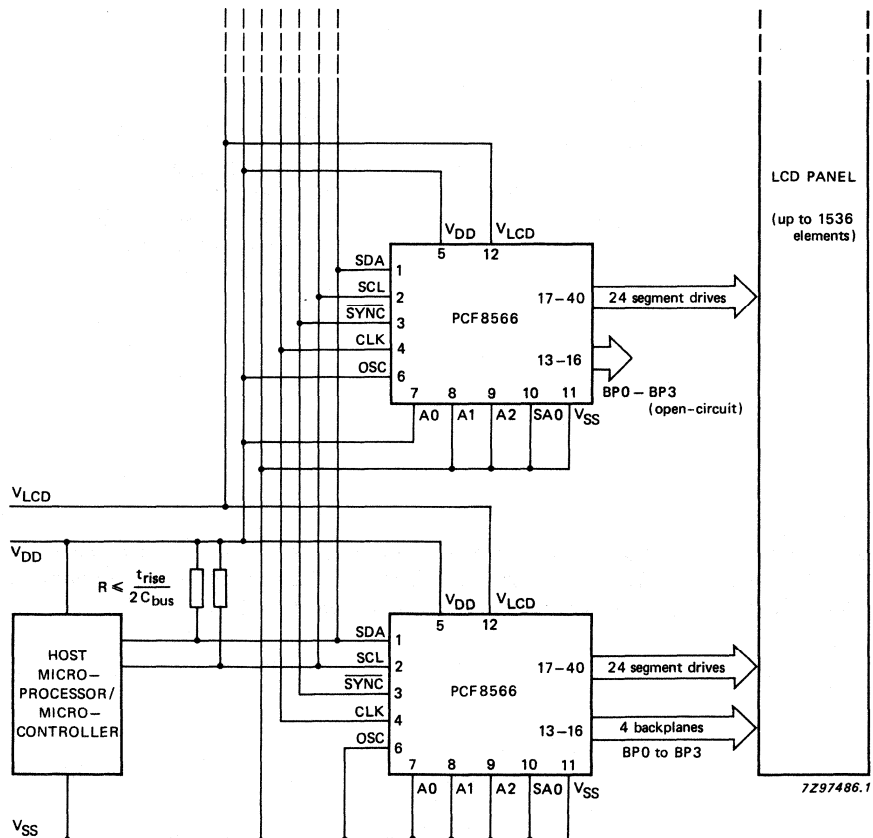 LCD PANEL
(up to 1536
elements)
VDD
VLCD
5
12
SDA
1
SCL
2
SYNC
3
CLK
4
OSC
6
PCF8566
17-40
24 segment drives
13-16
BP0 - BP3
(open-circuit)
7
8
9
10
11
A0
A1
A2
SA0
VSS
VLCD
VDD
R ≤ trise
2 Cbus
VDD
VLCD
5
12
HOST
MICRO-
PROCESSOR/
MICRO-
CONTROLLER
SDA
1
SCL
2
SYNC
3
CLK
4
OSC
6
PCF8566
17-40
24 segment drives
13-16
4 backplanes
BP0 to BP3
7
8
9
10
11
A0
A1
A2
SA0
VSS
7Z97486.1
VSS